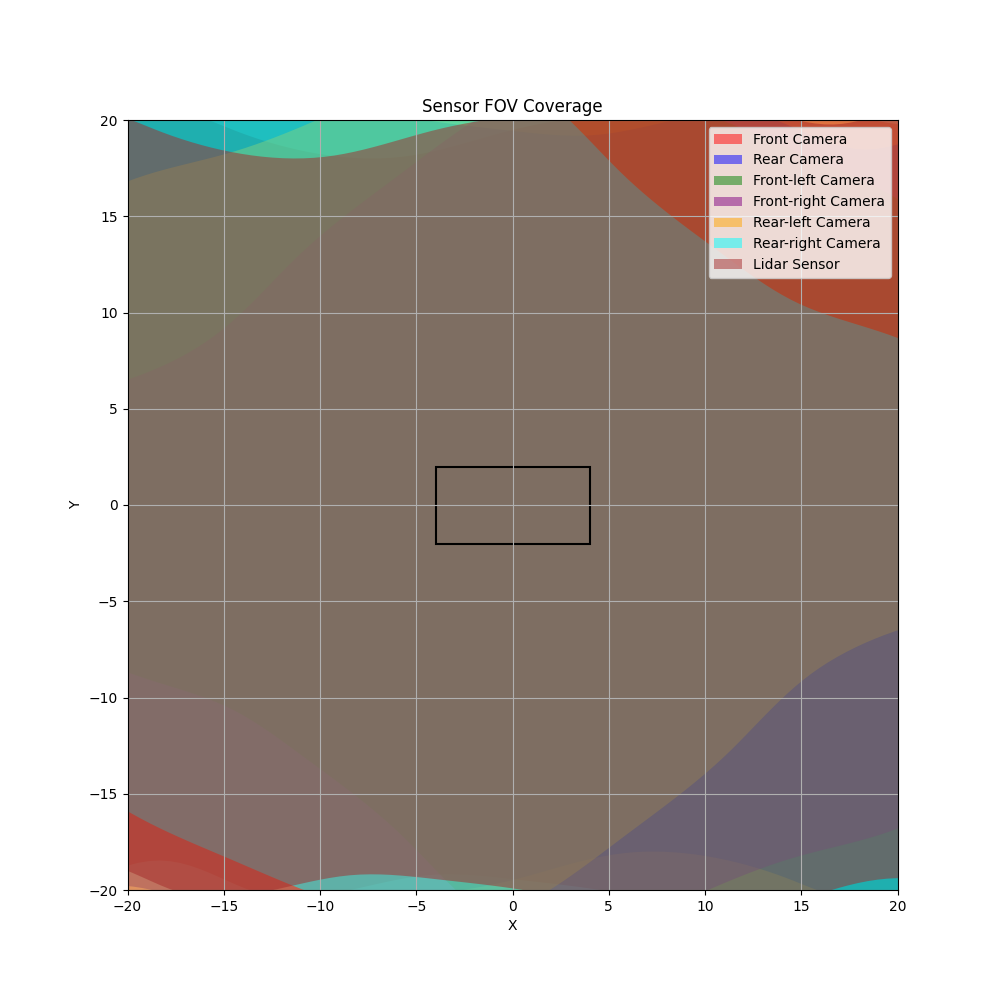 Sensor FOV Coverage
Front Camera
Rear Camera
Front-left Camera
Front-right Camera
Rear-left Camera
Rear-right Camera
Lidar Sensor
20
15
10
5
0
−5
−10
−15
−20
Y
−20 −15 −10 −5 0 5 10 15 20
X